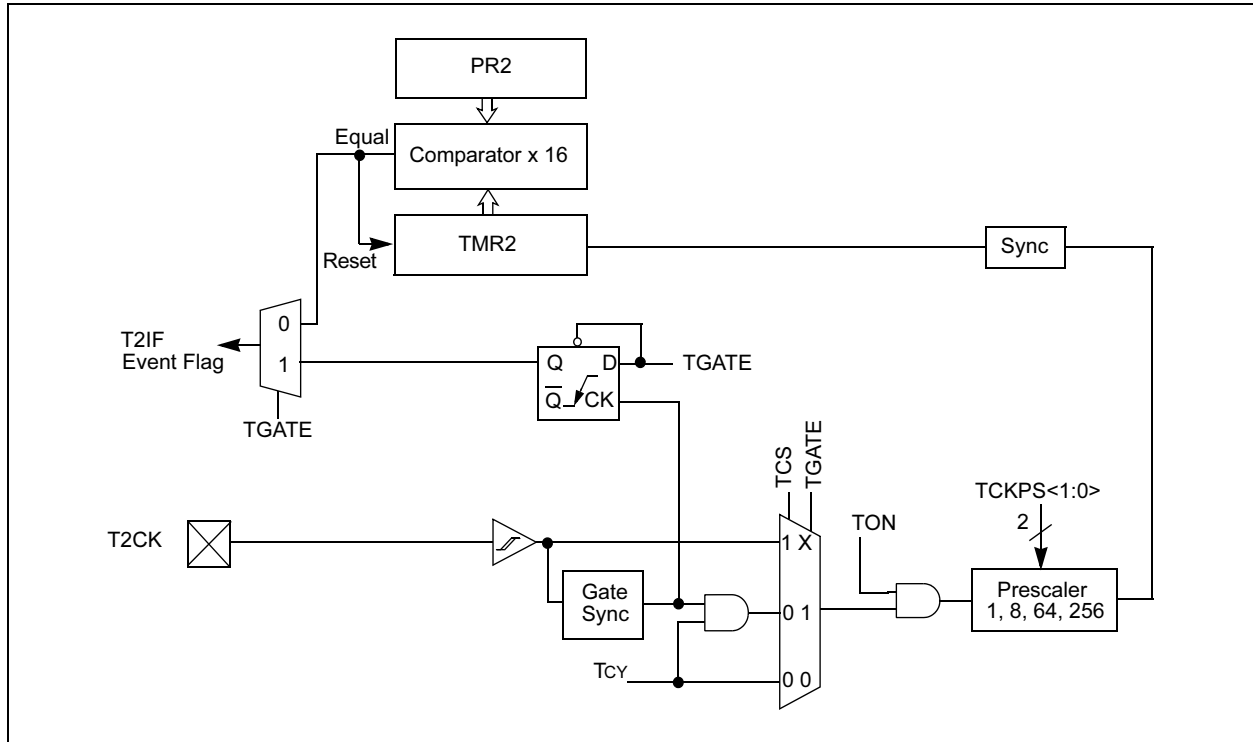 PR2
Equal
Comparator x 16
TMR2
Reset
Sync
0
T2IF
Event Flag
1
Q
D
TGATE
Q̅
CK
TGATE
TCS
TGATE
TCKPS<1:0>
2
TON
T2CK
1 X
Prescaler
1, 8, 64, 256
Gate
Sync
0 1
TCY
0 0